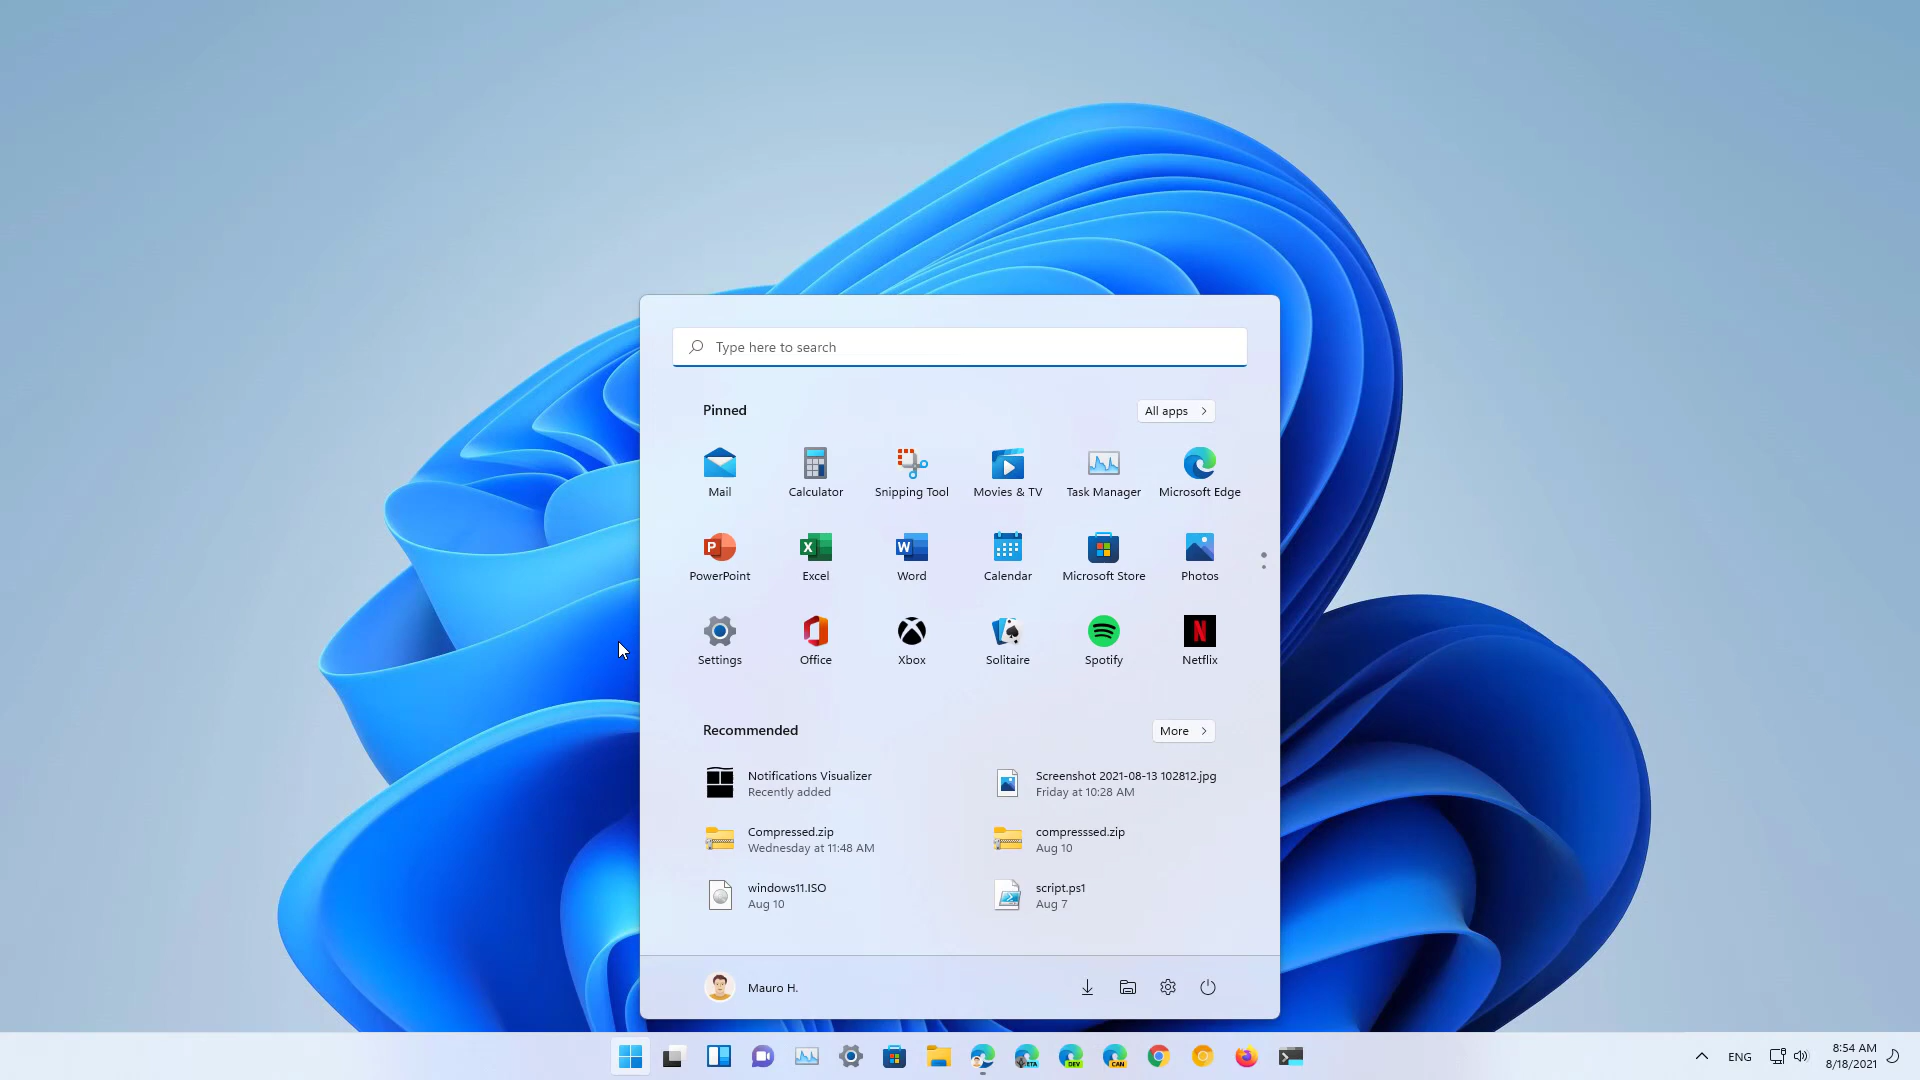 Type here to search
Pinned
All apps
Mail
Calculator
Snipping Tool
Movies & TV
Task Manager
Microsoft Edge
P
X
W
PowerPoint
Excel
Word
Calendar
Microsoft Store
Photos
N
Settings
Office
Xbox
Solitaire
Spotify
Netflix
Recommended
More
Notifications Visualizer
Recently added
Screenshot 2021-08-13 102812.jpg
Friday at 10:28 AM
Compressed.zip
Wednesday at 11:48 AM
compresssed.zip
Aug 10
windows11.ISO
Aug 10
script.ps1
Aug 7
Mauro H.
BETA
DEV
CAN
ENG
8:54 AM
8/18/2021